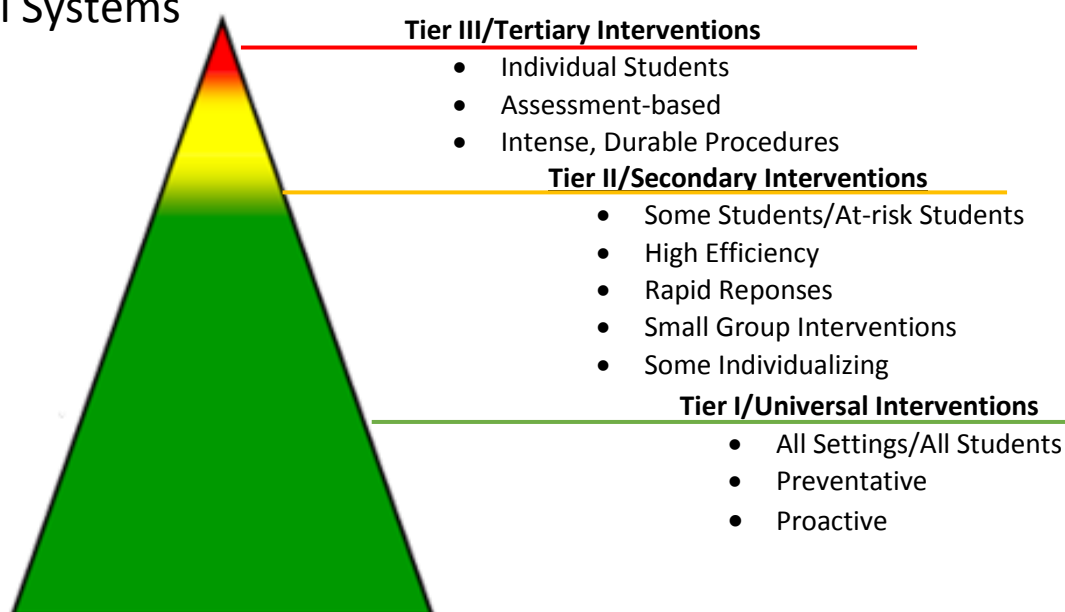 l Systems
Tier III/Tertiary Interventions
• Individual Students
• Assessment-based
• Intense, Durable Procedures
Tier II/Secondary Interventions
• Some Students/At-risk Students
• High Efficiency
• Rapid Reponses
• Small Group Interventions
• Some Individualizing
Tier I/Universal Interventions
• All Settings/All Students
• Preventative
• Proactive